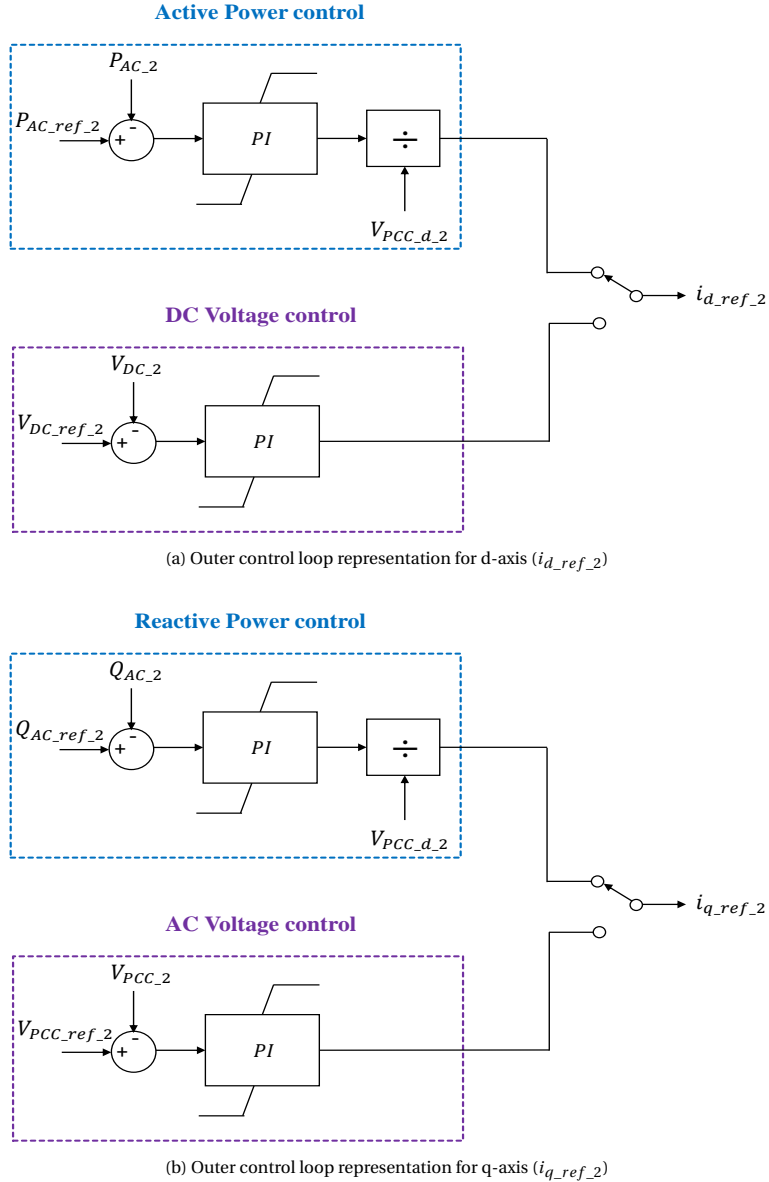 Active Power control
P_AC_2
P_AC_ref_2
-
+
PI
÷
V_PCC_d_2
i_d_ref_2
DC Voltage control
V_DC_2
V_DC_ref_2
-
+
PI
(a) Outer control loop representation for d-axis (i_d_ref_2)
Reactive Power control
Q_AC_2
Q_AC_ref_2
-
+
PI
÷
V_PCC_d_2
i_q_ref_2
AC Voltage control
V_PCC_2
V_PCC_ref_2
-
+
PI
(b) Outer control loop representation for q-axis (i_q_ref_2)